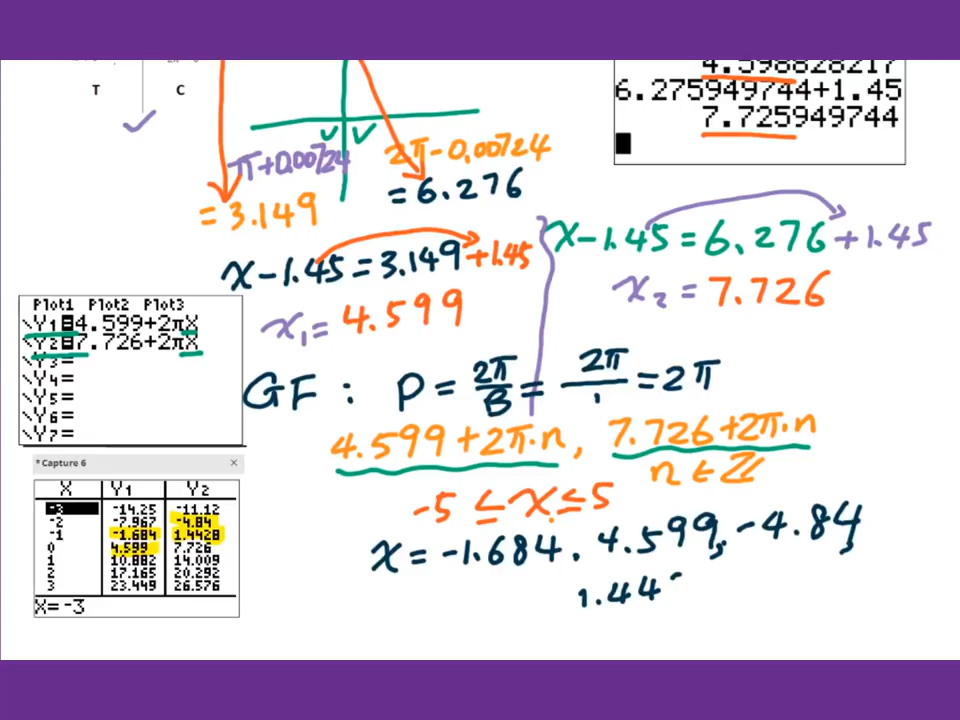 4.598828217
6.275949744+1.45
7.725949744
T C
π+0.00724
2π-0.00724
=3.149
=6.276
x-1.45=3.149+1.45
x-1.45=6.276+1.45
x₁=4.599
x₂=7.726
Plot1 Plot2 Plot3
\Y1=4.599+2πX
\Y2=7.726+2πX
\Y3=
\Y4=
\Y5=
\Y6=
\Y7=
GF: P=2π/B=2π/1=2π
4.599+2π·n, 7.726+2π·n
n∈ℤ
-5≤x≤5
x=-1.684, 4.599, -4.84,
1.44
*Capture 6 ×
X Y1 Y2
-3 -14.25 -11.12
-2 -7.967 -4.84
-1 -1.684 1.4428
0 4.599 7.726
1 10.882 14.009
2 17.165 20.292
3 23.449 26.576
X=-3